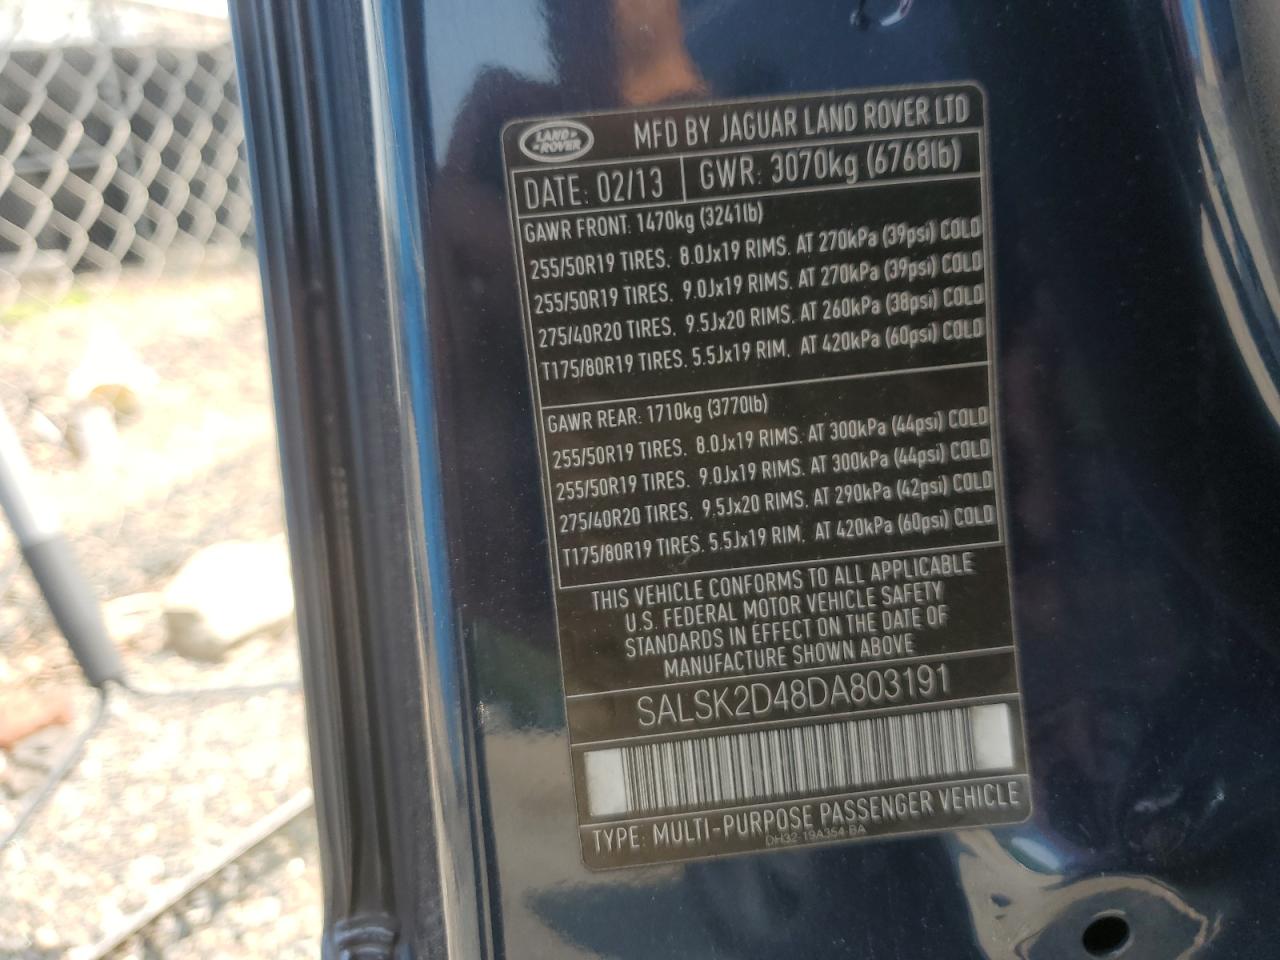 LAND ROVER
MFD BY JAGUAR LAND ROVER LTD
DATE: 02/13 GWR: 3070kg (6768lb)
GAWR FRONT: 1470kg (3241lb)
255/50R19 TIRES. 8.0Jx19 RIMS. AT 270kPa (39psi) COLD
255/50R19 TIRES. 9.0Jx19 RIMS. AT 270kPa (39psi) COLD
275/40R20 TIRES. 9.5Jx20 RIMS. AT 260kPa (38psi) COLD
T175/80R19 TIRES. 5.5Jx19 RIM. AT 420kPa (60psi) COLD
GAWR REAR: 1710kg (3770lb)
255/50R19 TIRES. 8.0Jx19 RIMS. AT 300kPa (44psi) COLD
255/50R19 TIRES. 9.0Jx19 RIMS. AT 300kPa (44psi) COLD
275/40R20 TIRES. 9.5Jx20 RIMS. AT 290kPa (42psi) COLD
T175/80R19 TIRES. 5.5Jx19 RIM. AT 420kPa (60psi) COLD
THIS VEHICLE CONFORMS TO ALL APPLICABLE
U.S. FEDERAL MOTOR VEHICLE SAFETY
STANDARDS IN EFFECT ON THE DATE OF
MANUFACTURE SHOWN ABOVE
SALSK2D48DA803191
TYPE: MULTI-PURPOSE PASSENGER VEHICLE
DH32-19A354-BA